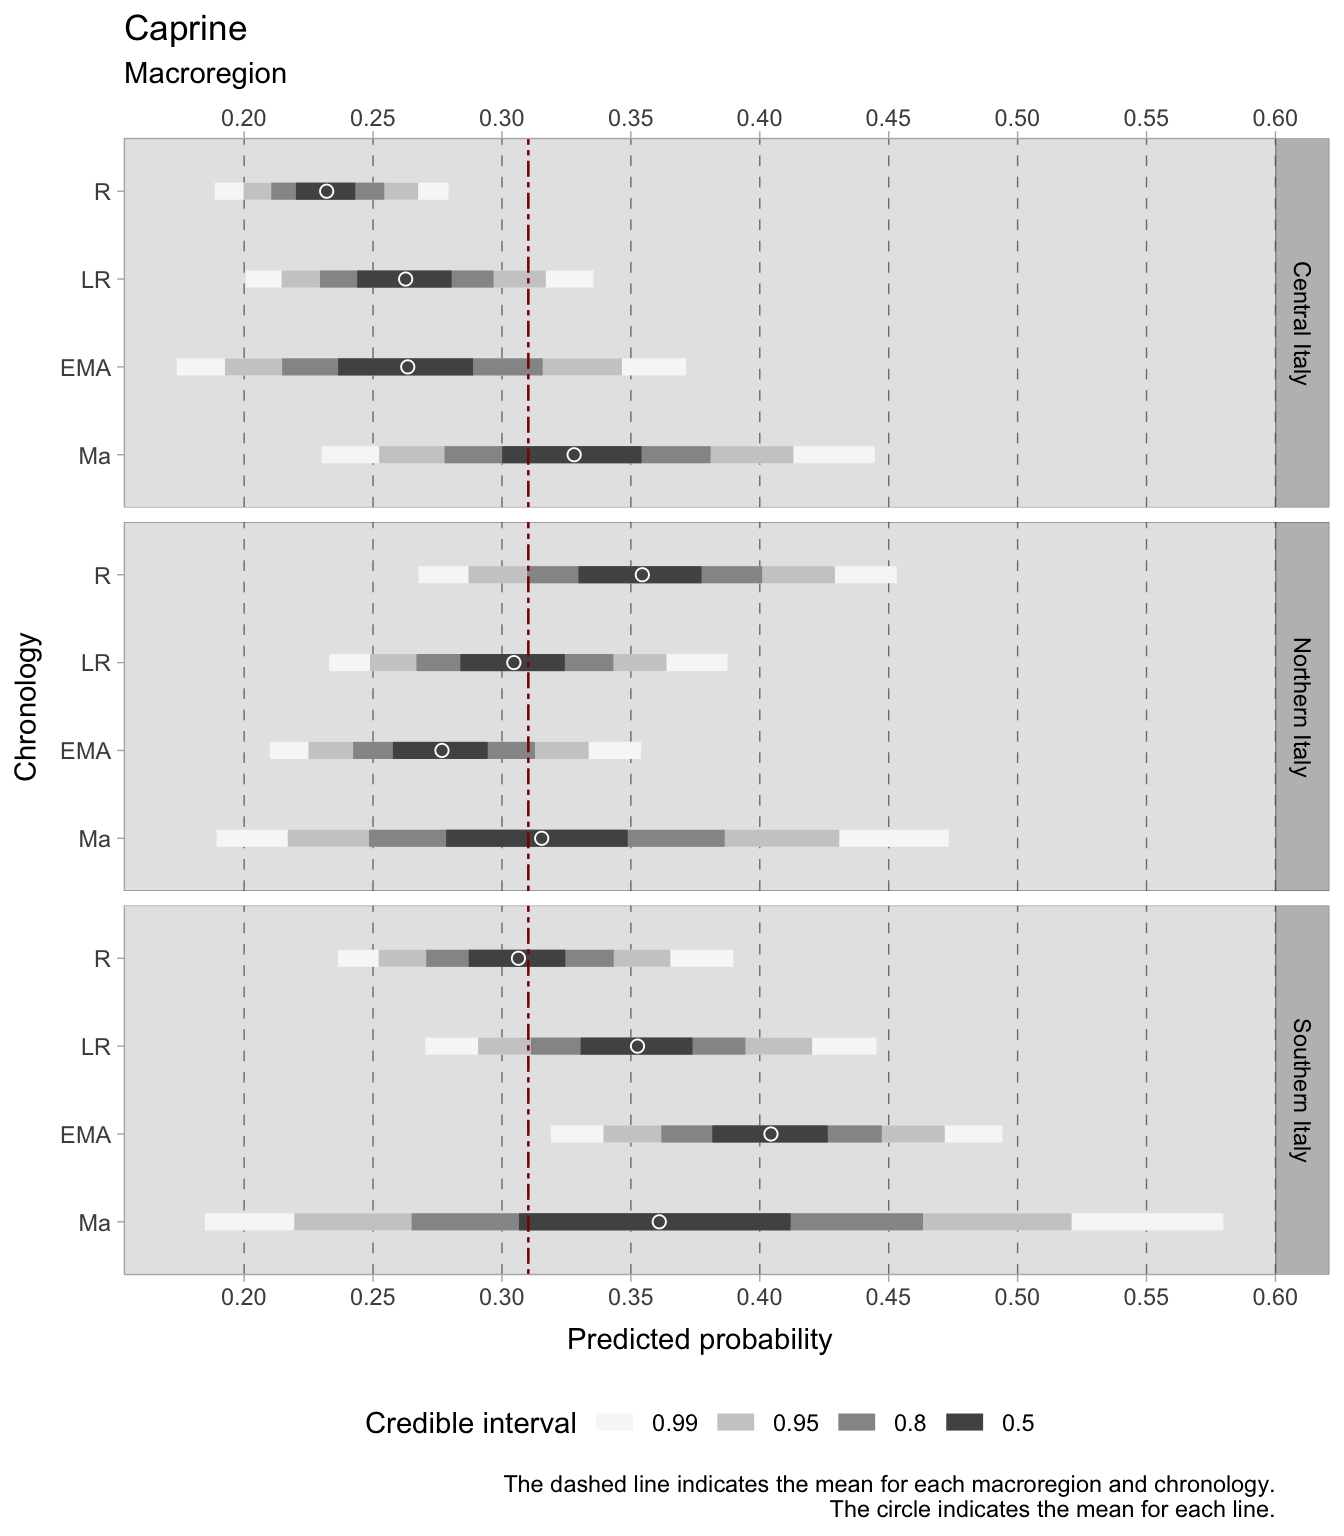 Caprine
Macroregion
0.20 0.25 0.30 0.35 0.40 0.45 0.50 0.55 0.60
R
LR
EMA
Ma
Central Italy
R
LR
EMA
Ma
Northern Italy
R
LR
EMA
Ma
Southern Italy
Chronology
0.20 0.25 0.30 0.35 0.40 0.45 0.50 0.55 0.60
Predicted probability
Credible interval 0.99 0.95 0.8 0.5
The dashed line indicates the mean for each macroregion and chronology.
The circle indicates the mean for each line.